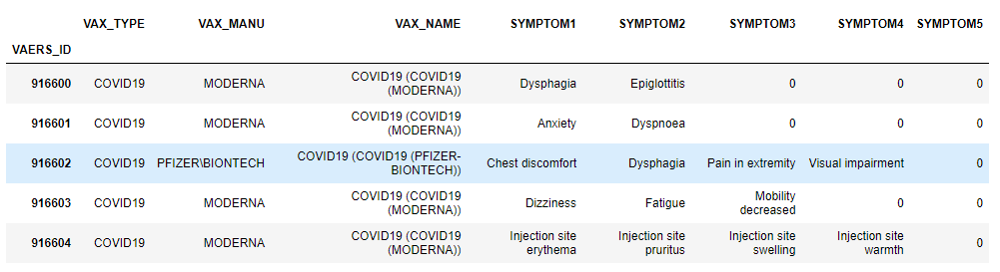 VAX_TYPE VAX_MANU VAX_NAME SYMPTOM1 SYMPTOM2 SYMPTOM3 SYMPTOM4 SYMPTOM5
VAERS_ID
916600 COVID19 MODERNA COVID19 (COVID19 (MODERNA)) Dysphagia Epiglottitis 0 0 0
916601 COVID19 MODERNA COVID19 (COVID19 (MODERNA)) Anxiety Dyspnoea 0 0 0
916602 COVID19 PFIZER\BIONTECH COVID19 (COVID19 (PFIZER-BIONTECH)) Chest discomfort Dysphagia Pain in extremity Visual impairment 0
916603 COVID19 MODERNA COVID19 (COVID19 (MODERNA)) Dizziness Fatigue Mobility decreased 0 0
916604 COVID19 MODERNA COVID19 (COVID19 (MODERNA)) Injection site erythema Injection site pruritus Injection site swelling Injection site warmth 0